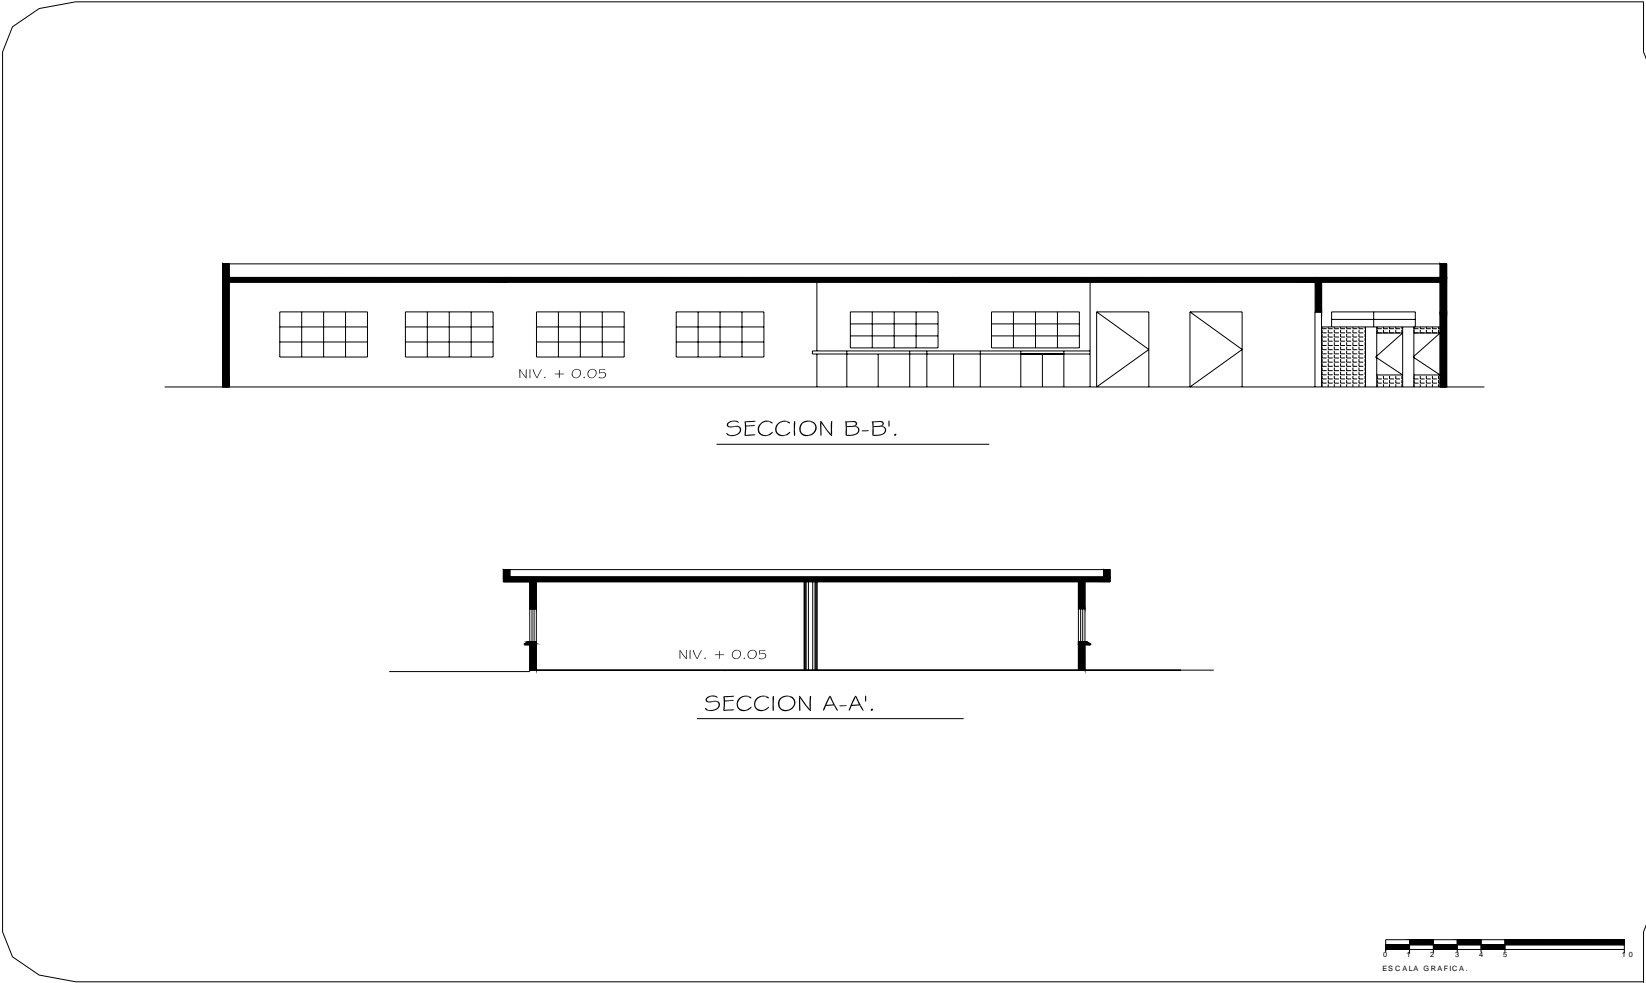 NIV. + 0.05
SECCION B-B'.
NIV. + 0.05
SECCION A-A'.
0 1 2 3 4 5 10
ESCALA GRAFICA.